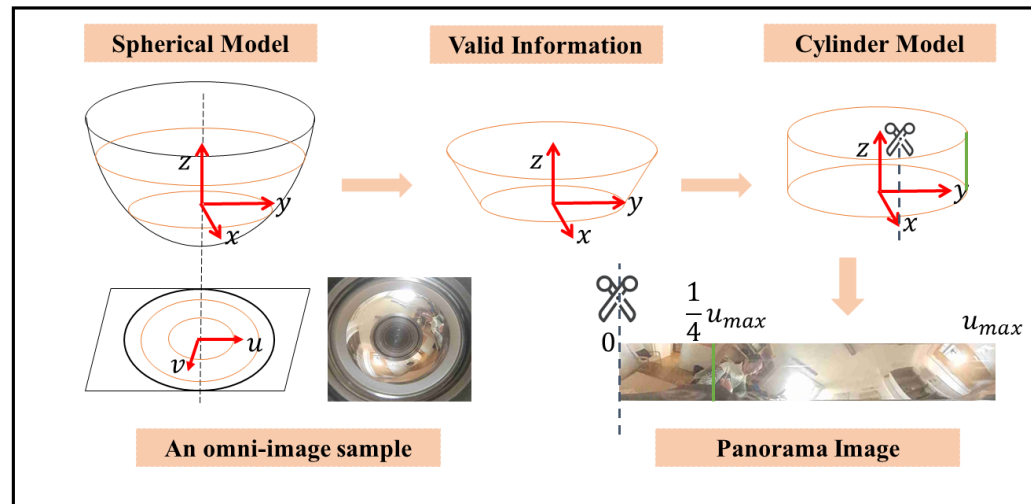 Spherical Model
Valid Information
Cylinder Model
z
y
x
z
y
x
z
y
x
u
v
0
1/4 u_max
u_max
An omni-image sample
Panorama Image